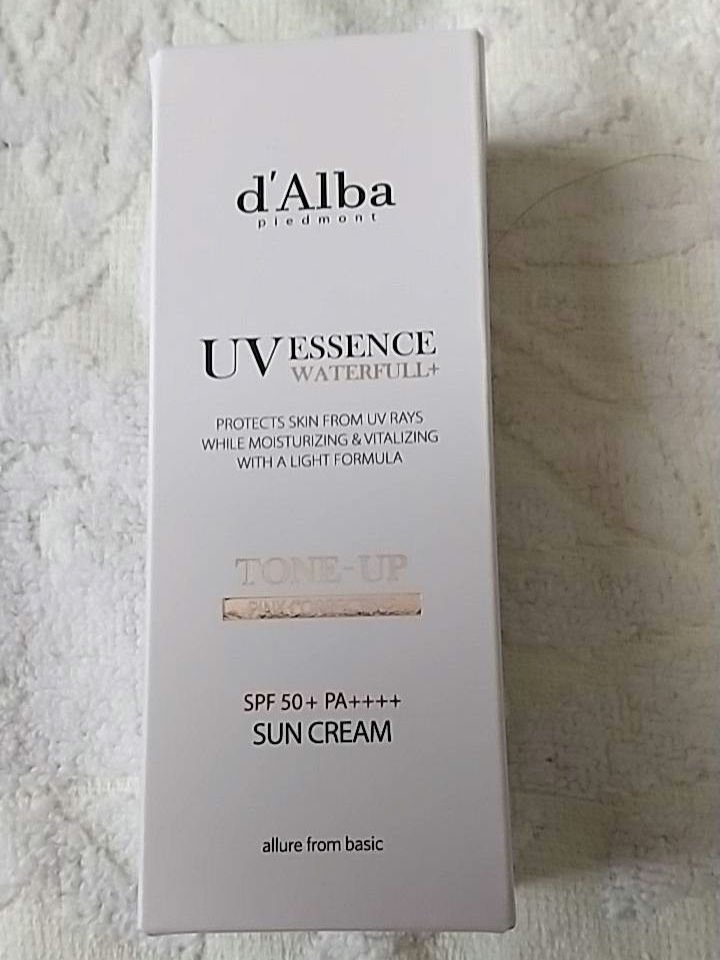 d'Alba
piedmont
UV ESSENCE
WATERFULL+
PROTECTS SKIN FROM UV RAYS
WHILE MOISTURIZING & VITALIZING
WITH A LIGHT FORMULA
TONE-UP
PINK
SPF 50+ PA++++
SUN CREAM
allure from basic